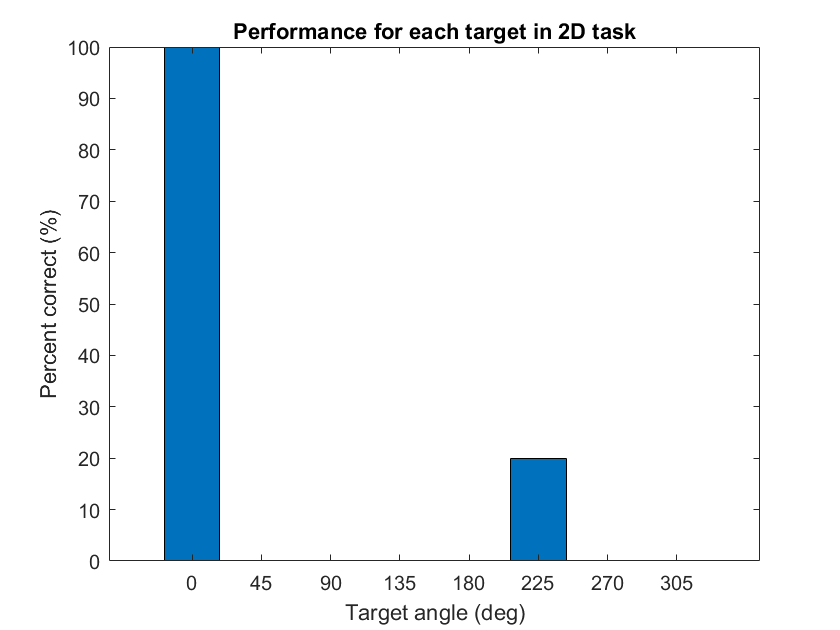 Performance for each target in 2D task
100
90
80
70
60
50
40
30
20
10
0
Percent correct (%)
0 45 90 135 180 225 270 305
Target angle (deg)